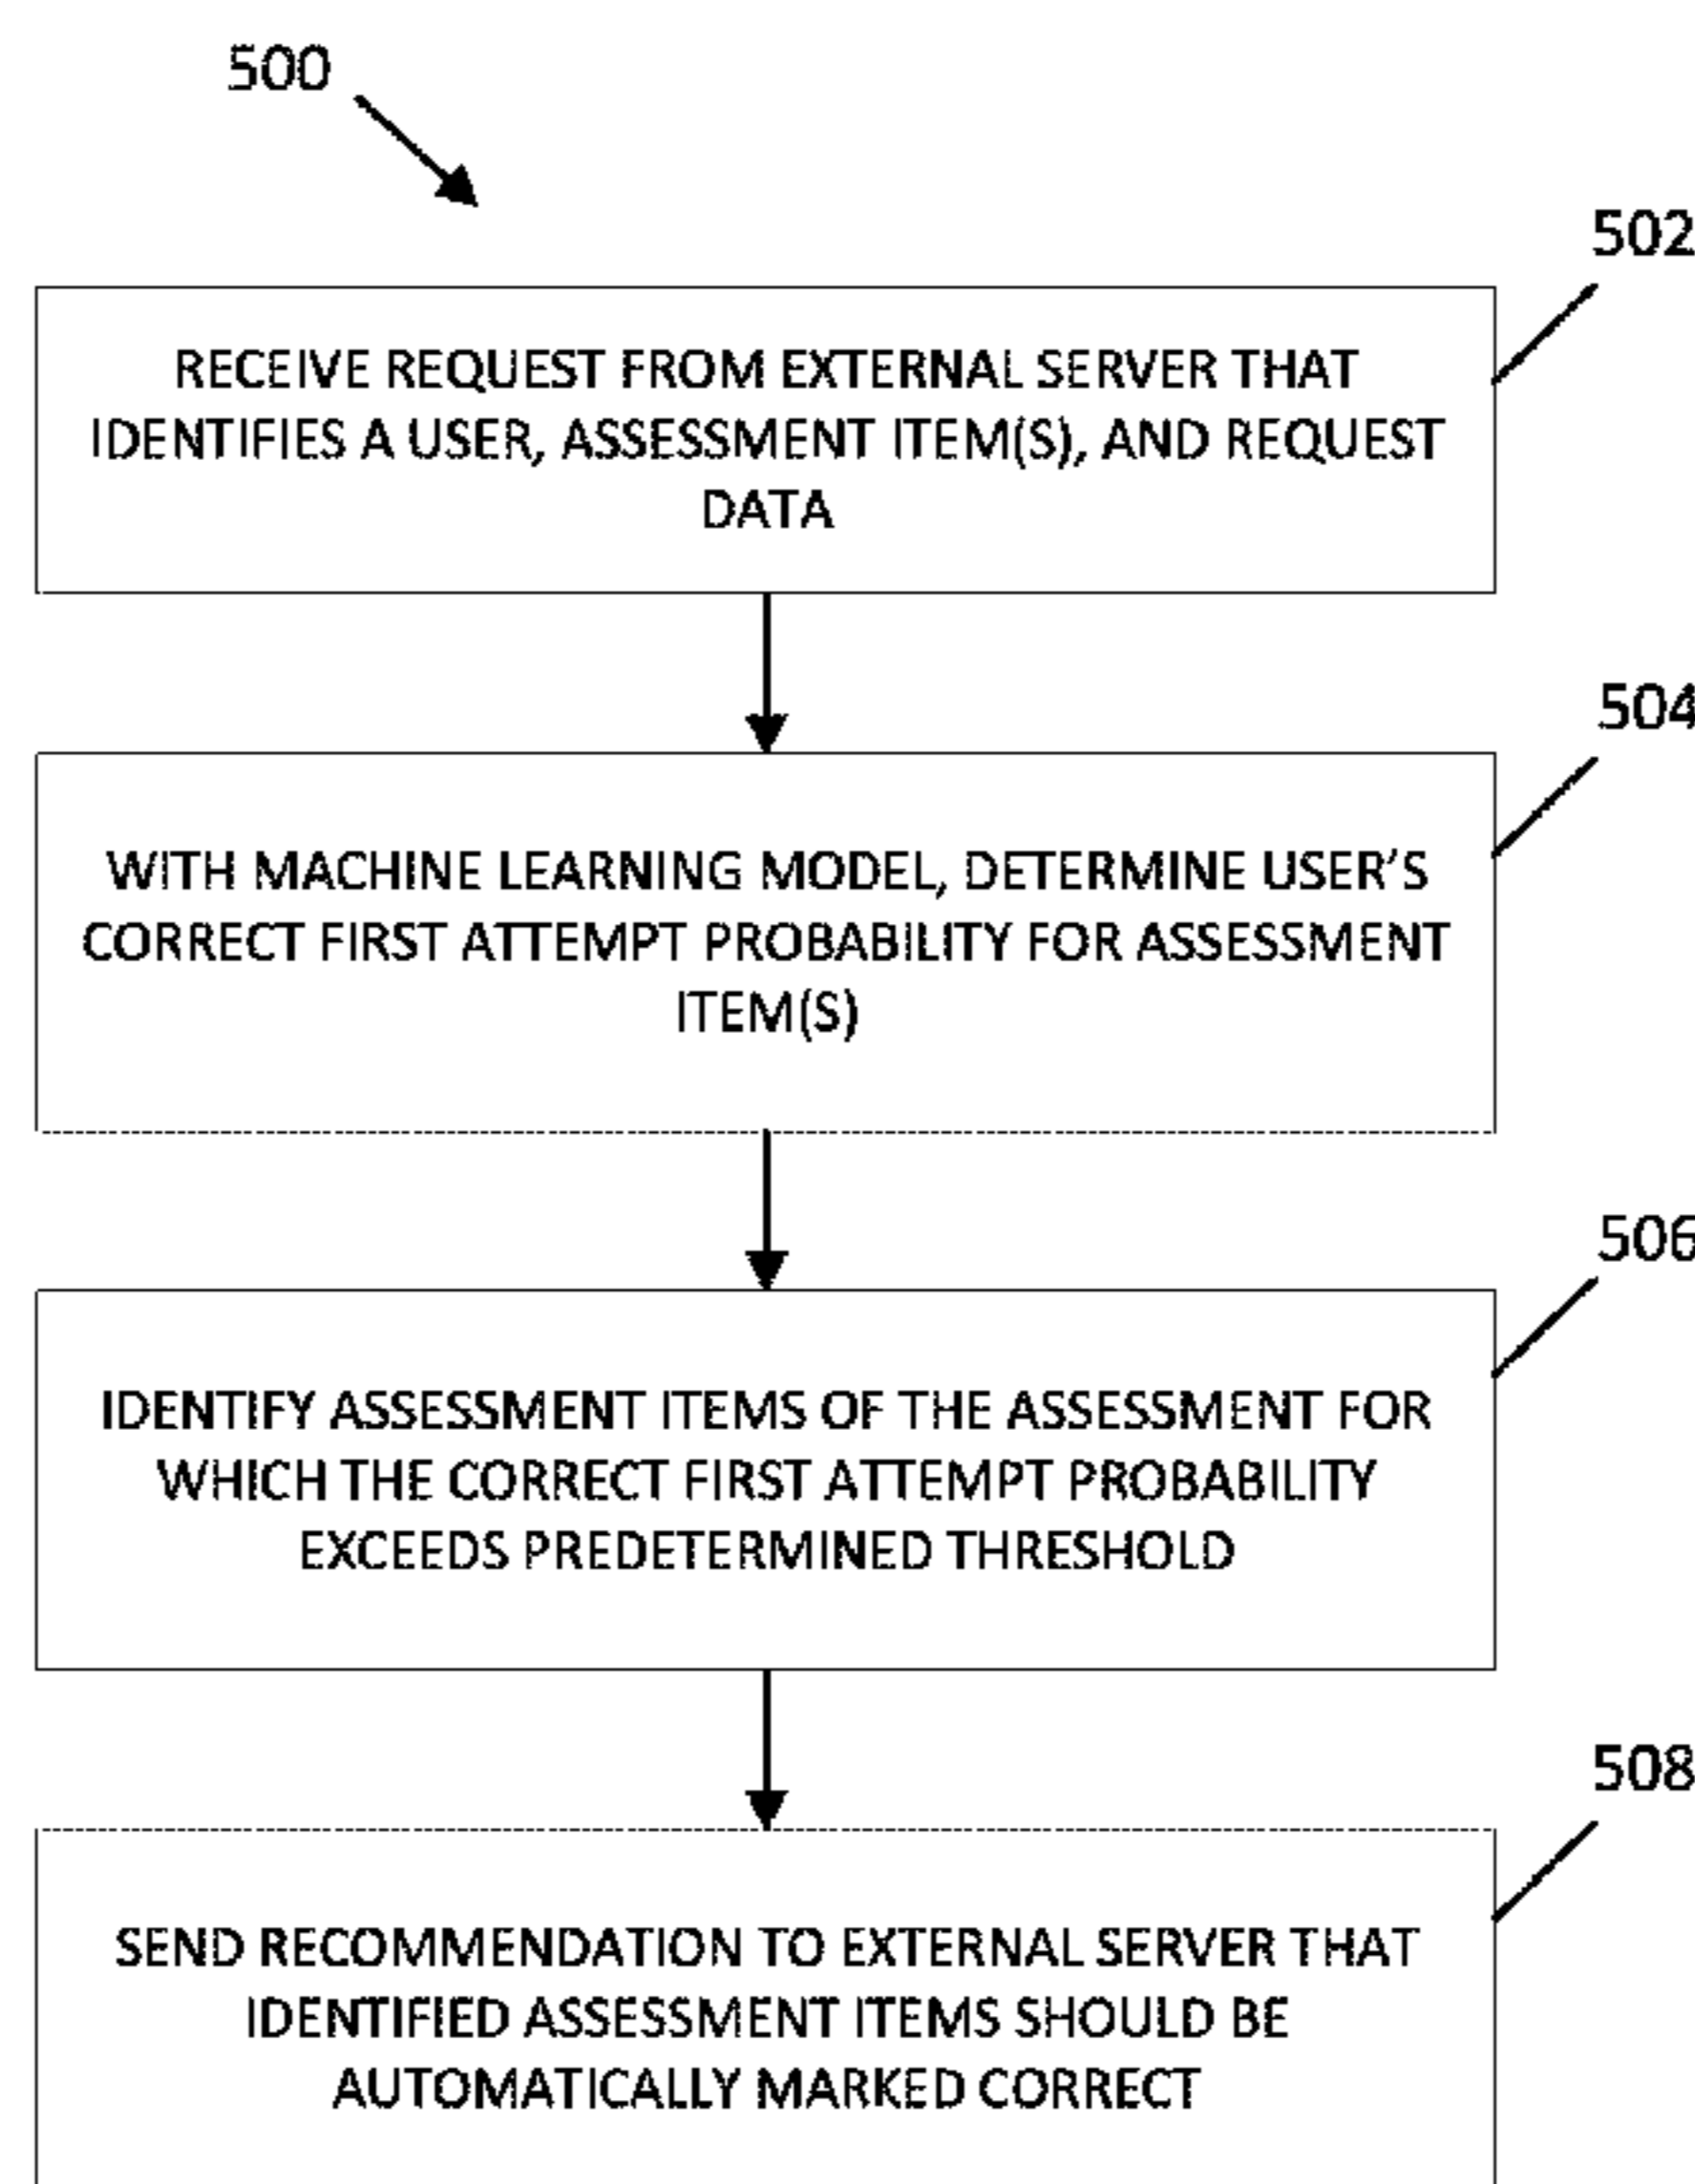 500
502
RECEIVE REQUEST FROM EXTERNAL SERVER THAT
IDENTIFIES A USER, ASSESSMENT ITEM(S), AND REQUEST
DATA
504
WITH MACHINE LEARNING MODEL, DETERMINE USER'S
CORRECT FIRST ATTEMPT PROBABILITY FOR ASSESSMENT
ITEM(S)
506
IDENTIFY ASSESSMENT ITEMS OF THE ASSESSMENT FOR
WHICH THE CORRECT FIRST ATTEMPT PROBABILITY
EXCEEDS PREDETERMINED THRESHOLD
508
SEND RECOMMENDATION TO EXTERNAL SERVER THAT
IDENTIFIED ASSESSMENT ITEMS SHOULD BE
AUTOMATICALLY MARKED CORRECT